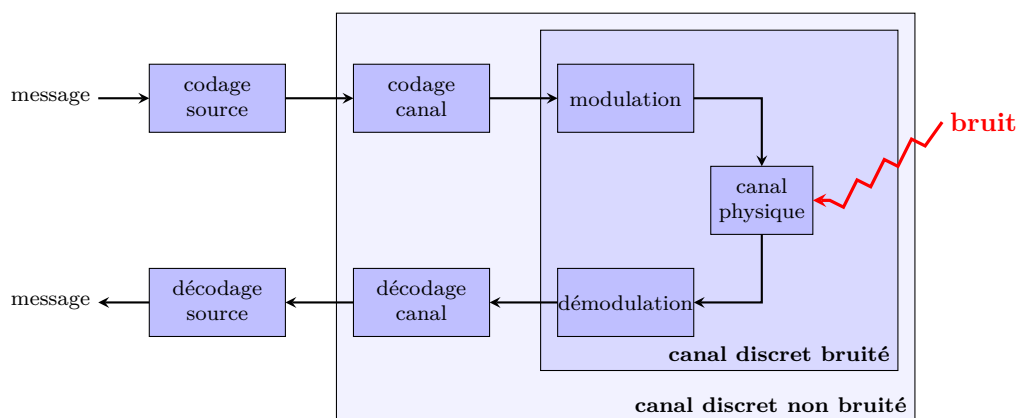 message
codage
source
codage
canal
modulation
bruit
canal
physique
message
décodage
source
décodage
canal
démodulation
canal discret bruité
canal discret non bruité